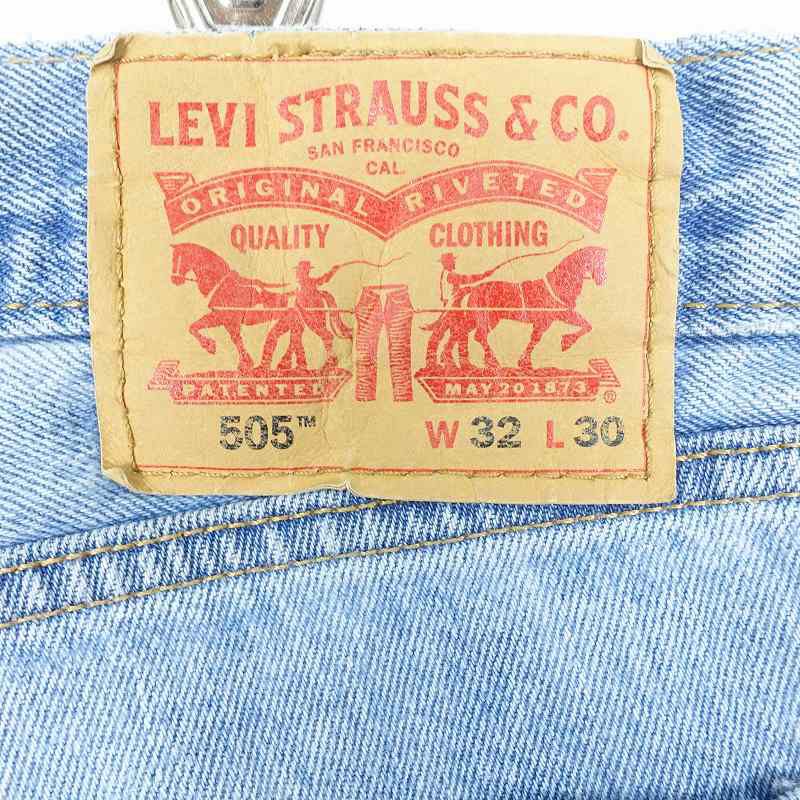 LEVI STRAUSS & CO.
SAN FRANCISCO
CAL.
ORIGINAL RIVETED
QUALITY CLOTHING
PATENTED MAY 20 1873 ®
505™ W 32 L 30